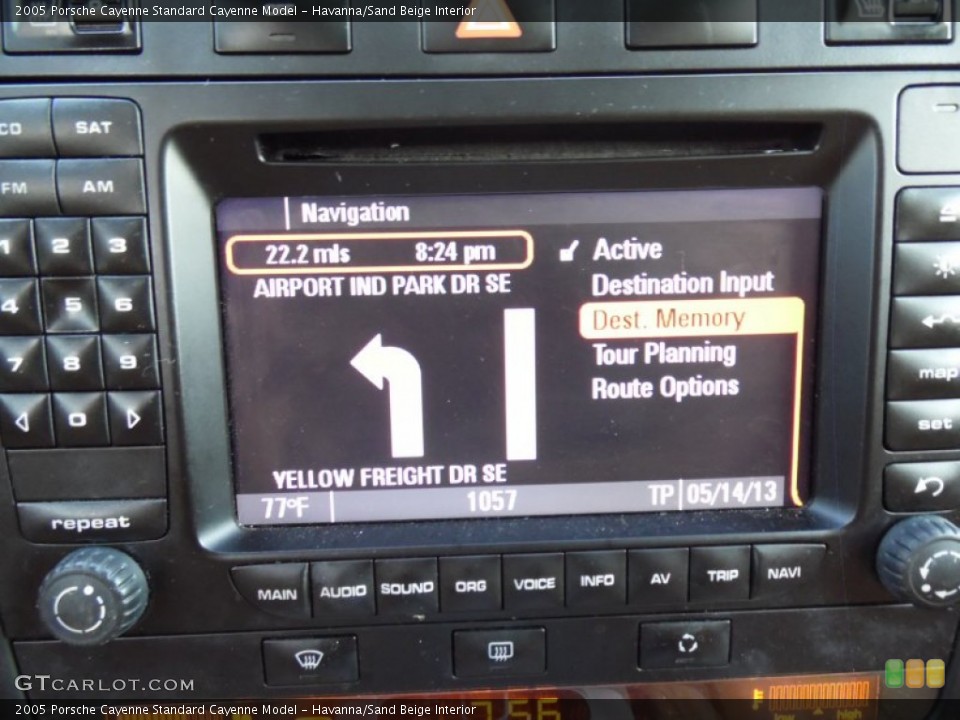 2005 Porsche Cayenne Standard Cayenne Model – Havanna/Sand Beige Interior
CD SAT
FM AM
1 2 3
4 5 6
7 8 9
0
repeat
Navigation
22.2 mls 8:24 pm
AIRPORT IND PARK DR SE
YELLOW FREIGHT DR SE
Active
Destination Input
Dest. Memory
Tour Planning
Route Options
77°F 1057 TP 05/14/13
map
set
MAIN AUDIO SOUND ORG VOICE INFO AV TRIP NAVI
GTCARLOT.COM
2005 Porsche Cayenne Standard Cayenne Model – Havanna/Sand Beige Interior